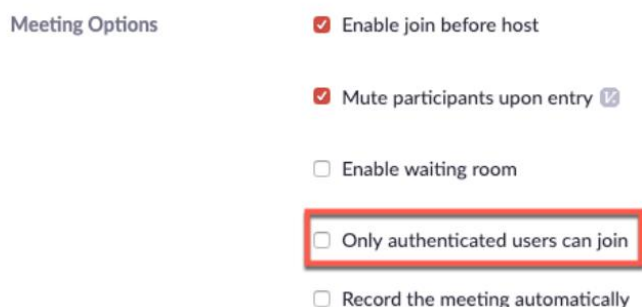 Meeting Options
Enable join before host
Mute participants upon entry
Enable waiting room
Only authenticated users can join
Record the meeting automatically